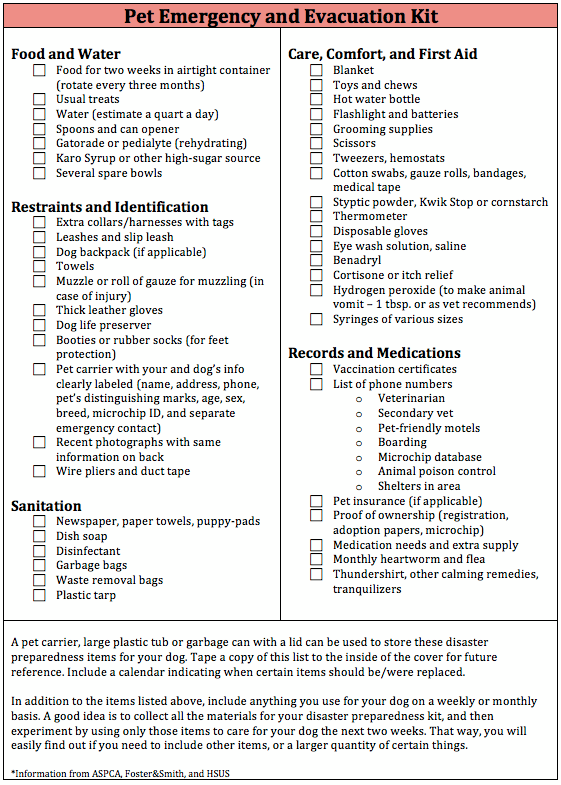 Pet Emergency and Evacuation Kit
Food and Water
Food for two weeks in airtight container
(rotate every three months)
Usual treats
Water (estimate a quart a day)
Spoons and can opener
Gatorade or pedialyte (rehydrating)
Karo Syrup or other high-sugar source
Several spare bowls
Restraints and Identification
Extra collars/harnesses with tags
Leashes and slip leash
Dog backpack (if applicable)
Towels
Muzzle or roll of gauze for muzzling (in
case of injury)
Thick leather gloves
Dog life preserver
Booties or rubber socks (for feet
protection)
Pet carrier with your and dog's info
clearly labeled (name, address, phone,
pet's distinguishing marks, age, sex,
breed, microchip ID, and separate
emergency contact)
Recent photographs with same
information on back
Wire pliers and duct tape
Sanitation
Newspaper, paper towels, puppy-pads
Dish soap
Disinfectant
Garbage bags
Waste removal bags
Plastic tarp
Care, Comfort, and First Aid
Blanket
Toys and chews
Hot water bottle
Flashlight and batteries
Grooming supplies
Scissors
Tweezers, hemostats
Cotton swabs, gauze rolls, bandages,
medical tape
Styptic powder, Kwik Stop or cornstarch
Thermometer
Disposable gloves
Eye wash solution, saline
Benadryl
Cortisone or itch relief
Hydrogen peroxide (to make animal
vomit – 1 tbsp. or as vet recommends)
Syringes of various sizes
Records and Medications
Vaccination certificates
List of phone numbers
o Veterinarian
o Secondary vet
o Pet-friendly motels
o Boarding
o Microchip database
o Animal poison control
o Shelters in area
Pet insurance (if applicable)
Proof of ownership (registration,
adoption papers, microchip)
Medication needs and extra supply
Monthly heartworm and flea
Thundershirt, other calming remedies,
tranquilizers
A pet carrier, large plastic tub or garbage can with a lid can be used to store these disaster
preparedness items for your dog. Tape a copy of this list to the inside of the cover for future
reference. Include a calendar indicating when certain items should be/were replaced.
In addition to the items listed above, include anything you use for your dog on a weekly or monthly
basis. A good idea is to collect all the materials for your disaster preparedness kit, and then
experiment by using only those items to care for your dog the next two weeks. That way, you will
easily find out if you need to include other items, or a larger quantity of certain things.
*Information from ASPCA, Foster&Smith, and HSUS